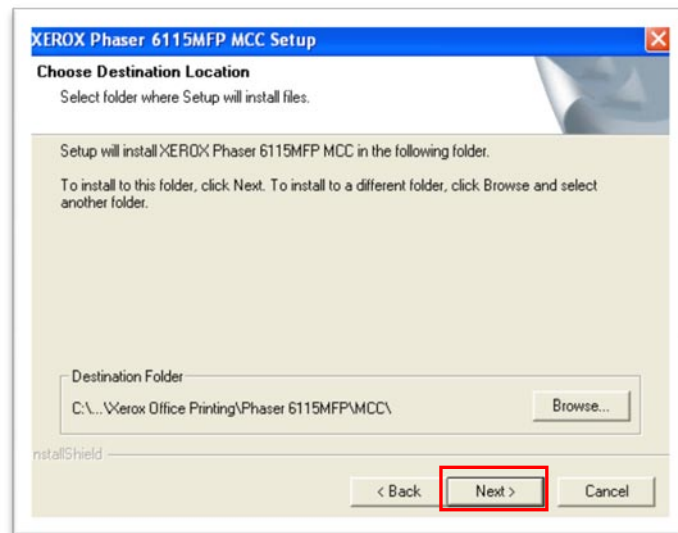 XEROX Phaser 6115MFP MCC Setup
Choose Destination Location
Select folder where Setup will install files.
Setup will install XEROX Phaser 6115MFP MCC in the following folder.
To install to this folder, click Next. To install to a different folder, click Browse and select
another folder.
Destination Folder
C:\...\Xerox Office Printing\Phaser 6115MFP\MCC\
Browse...
nstallShield
< Back
Next >
Cancel